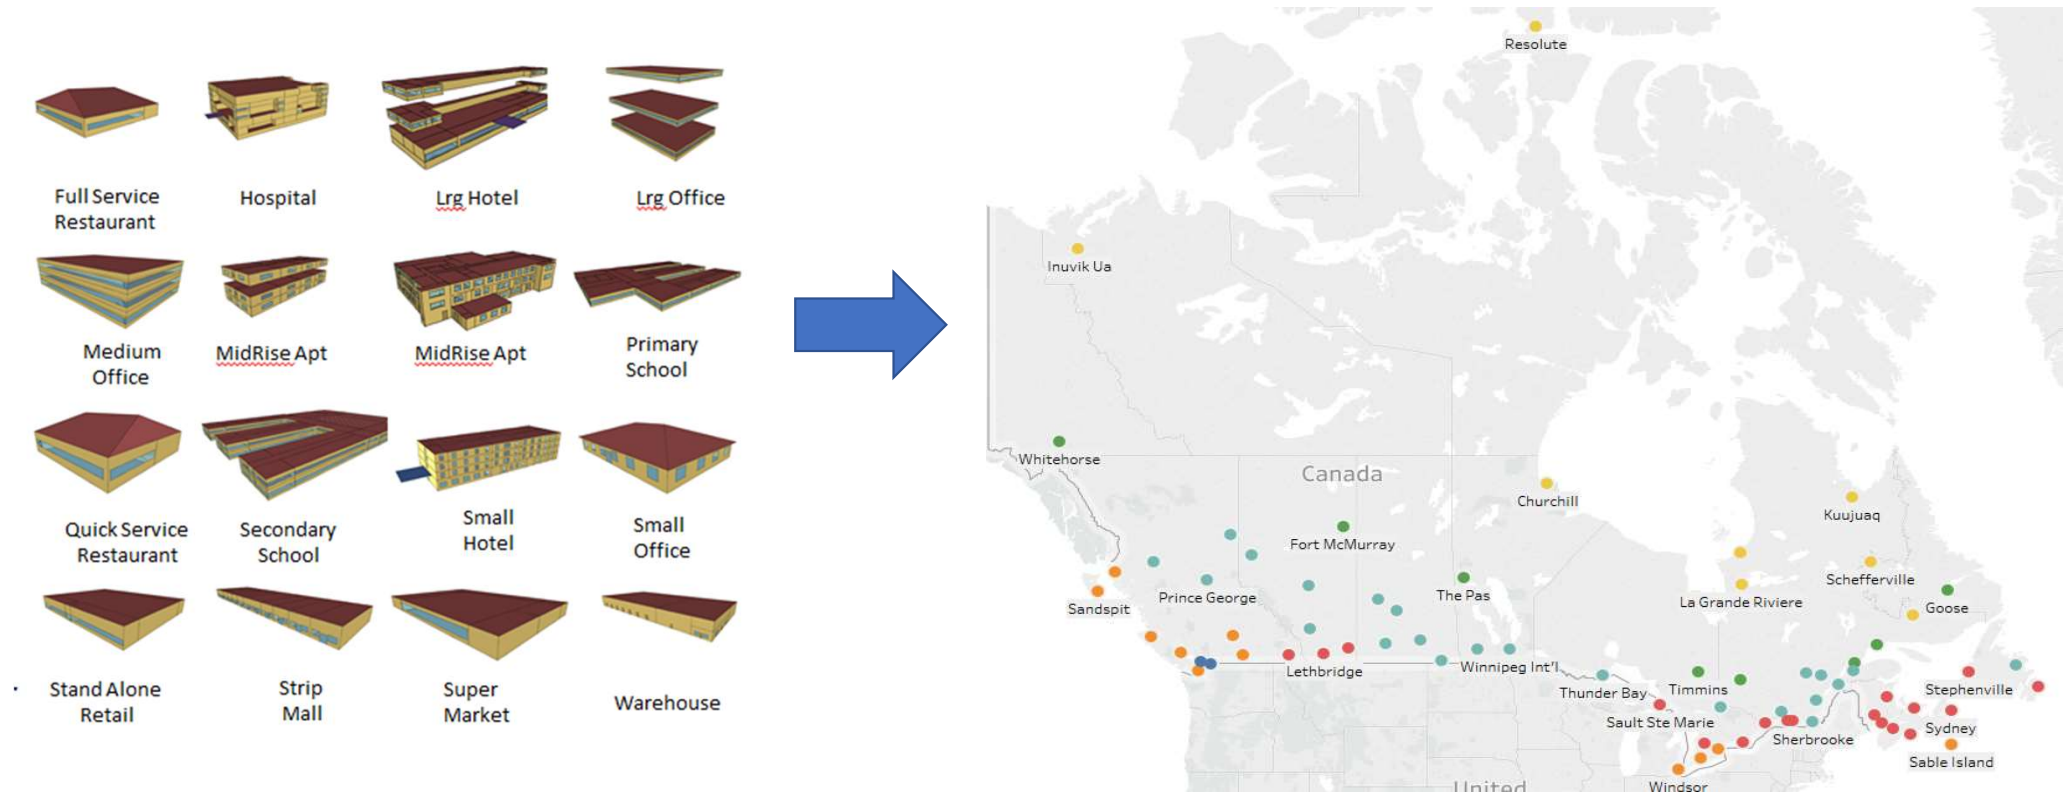 Full Service
Restaurant
Hospital
Lrg Hotel
Lrg Office
Medium
Office
MidRise Apt
MidRise Apt
Primary
School
Quick Service
Restaurant
Secondary
School
Small
Hotel
Small
Office
Stand Alone
Retail
Strip
Mall
Super
Market
Warehouse
Resolute
Inuvik Ua
Whitehorse
Canada
Churchill
Kuujuaq
Fort McMurray
Schefferville
The Pas
Prince George
La Grande Riviere
Goose
Sandspit
Winnipeg Int'l
Lethbridge
Thunder Bay
Timmins
Stephenville
Sault Ste Marie
Sydney
Sherbrooke
Sable Island
Windsor
United